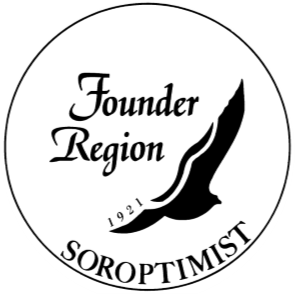 Founder
Region
1921
SOROPTIMIST